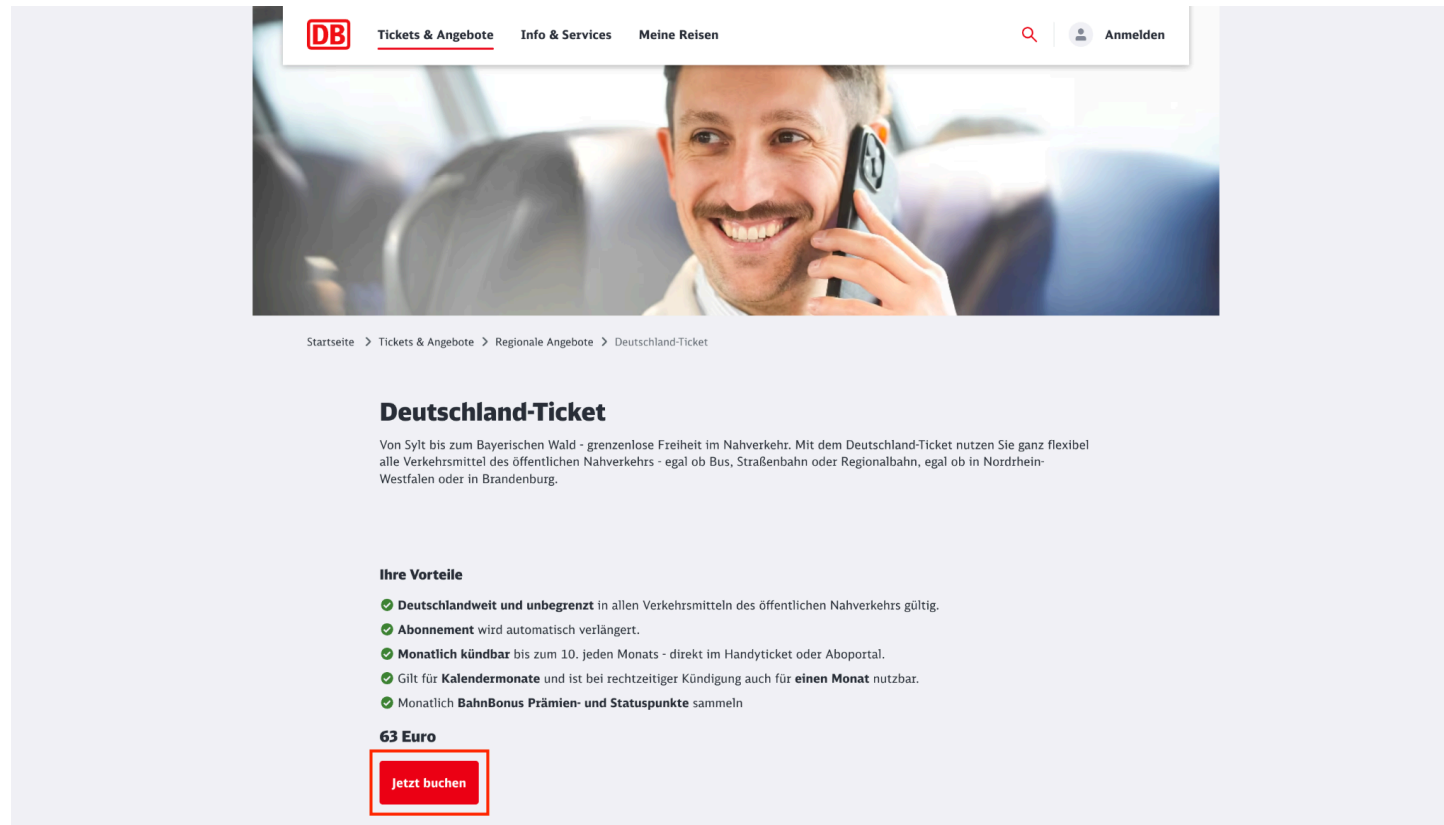 DB Tickets & Angebote Info & Services Meine Reisen Anmelden
Startseite > Tickets & Angebote > Regionale Angebote > Deutschland-Ticket
Deutschland-Ticket
Von Sylt bis zum Bayerischen Wald - grenzenlose Freiheit im Nahverkehr. Mit dem Deutschland-Ticket nutzen Sie ganz flexibel
alle Verkehrsmittel des öffentlichen Nahverkehrs - egal ob Bus, Straßenbahn oder Regionalbahn, egal ob in Nordrhein-
Westfalen oder in Brandenburg.
Ihre Vorteile
Deutschlandweit und unbegrenzt in allen Verkehrsmitteln des öffentlichen Nahverkehrs gültig.
Abonnement wird automatisch verlängert.
Monatlich kündbar bis zum 10. jeden Monats - direkt im Handyticket oder Aboportal.
Gilt für Kalendermonate und ist bei rechtzeitiger Kündigung auch für einen Monat nutzbar.
Monatlich BahnBonus Prämien- und Statuspunkte sammeln
63 Euro
Jetzt buchen